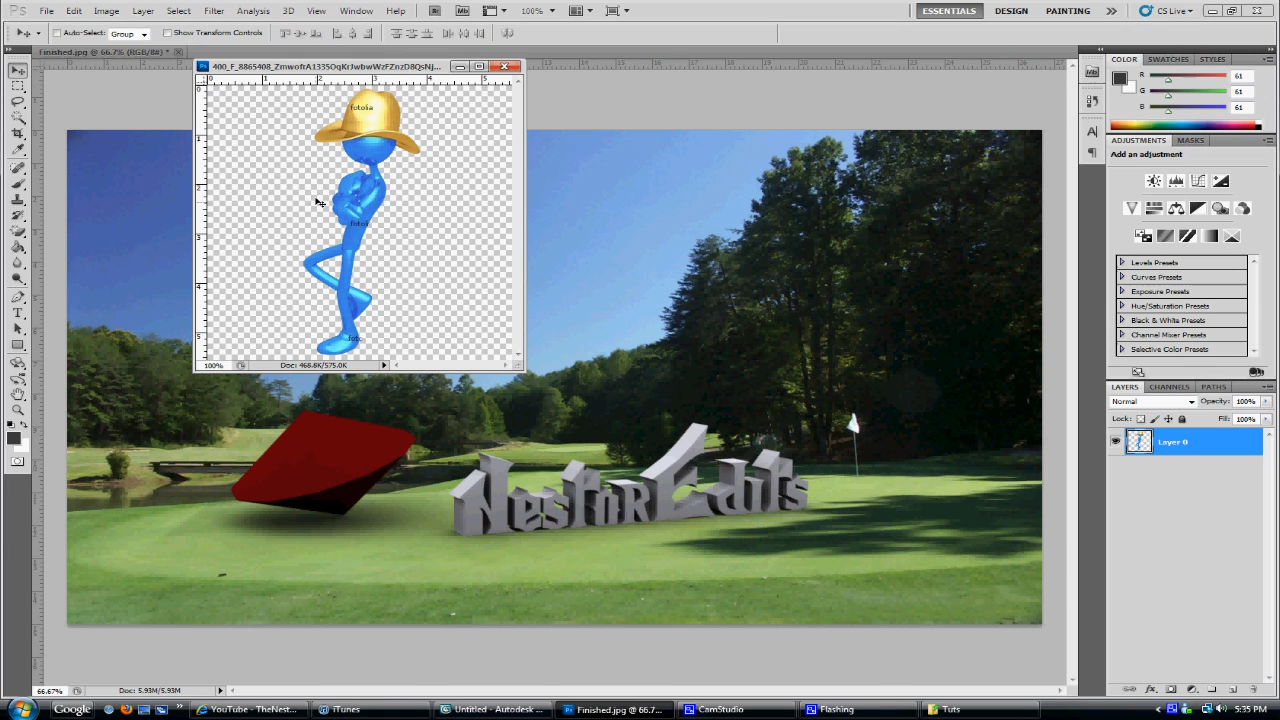 Ps File Edit Image Layer Select Filter Analysis 3D View Window Help Br Mb 100% ESSENTIALS DESIGN PAINTING CS Live
Auto-Select: Group Show Transform Controls
Finished.jpg @ 66.7% (RGB/8#) *
fotolia
NestorEdits
100% Doc: 468.8K/575.0K
66.67% Doc: 5.93M/5.93M
COLOR SWATCHES STYLES
R 61
G 61
B 61
ADJUSTMENTS MASKS
Add an adjustment
Levels Presets
Curves Presets
Exposure Presets
Hue/Saturation Presets
Black & White Presets
Channel Mixer Presets
Selective Color Presets
LAYERS CHANNELS PATHS
Normal Opacity: 100%
Lock: Fill: 100%
Layer 0
Google YouTube - TheNest... iTunes Untitled - Autodesk ... Finished.jpg @ 66.7... CamStudio Flashing Tuts 5:35 PM